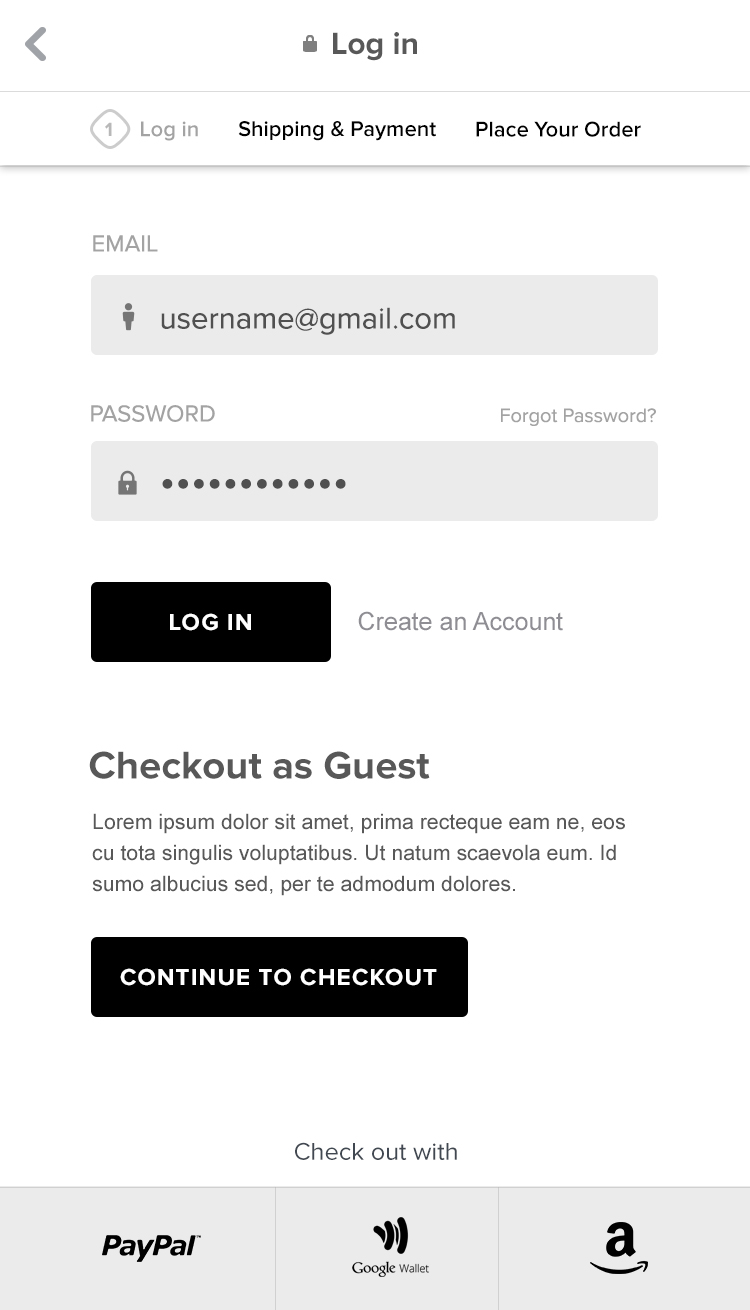 Log in
1 Log in Shipping & Payment Place Your Order
EMAIL
username@gmail.com
PASSWORD Forgot Password?
●●●●●●●●●●●●
LOG IN Create an Account
Checkout as Guest
Lorem ipsum dolor sit amet, prima recteque eam ne, eos
cu tota singulis voluptatibus. Ut natum scaevola eum. Id
sumo albucius sed, per te admodum dolores.
CONTINUE TO CHECKOUT
Check out with
PayPal™ Google Wallet a